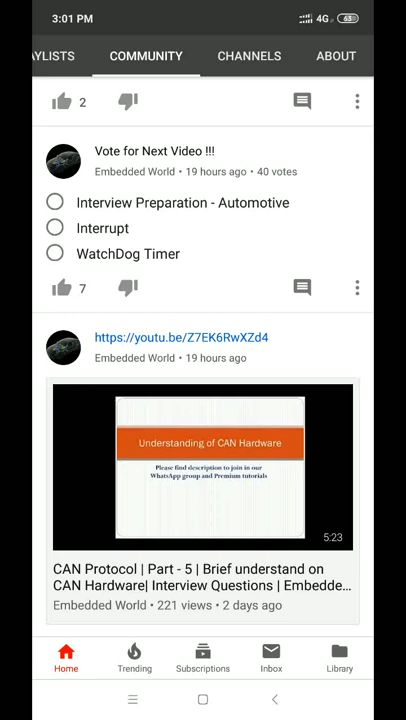 3:01 PM
4G
63
AYLISTS COMMUNITY CHANNELS ABOUT
2
Vote for Next Video !!!
Embedded World • 19 hours ago • 40 votes
Interview Preparation - Automotive
Interrupt
WatchDog Timer
7
https://youtu.be/Z7EK6RwXZd4
Embedded World • 19 hours ago
Understanding of CAN Hardware
Please find description to join in our
WhatsApp group and Premium tutorials
5:23
CAN Protocol | Part - 5 | Brief understand on
CAN Hardware| Interview Questions | Embedde...
Embedded World • 221 views • 2 days ago
Home Trending Subscriptions Inbox Library